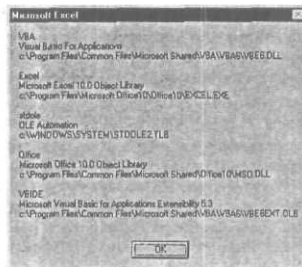 Microsoft Excel
VBA
Visual Basic For Applications
c:\Program Files\Common Files\Microsoft Shared\VBA\VBA6\VBE6.DLL
Excel
Microsoft Excel 10.0 Object Library
c:\Program Files\Microsoft Office10\Office10\EXCEL.EXE
stdole
OLE Automation
c:\WINDOWS\SYSTEM\STDOLE2.TLB
Office
Microsoft Office 10.0 Object Library
c:\Program Files\Common Files\Microsoft Shared\Office10\MSO.DLL
VBIDE
Microsoft Visual Basic for Applications Extensibility 5.3
c:\Program Files\Common Files\Microsoft Shared\VBA\VBA6\VBE6EXT.OLB
OK